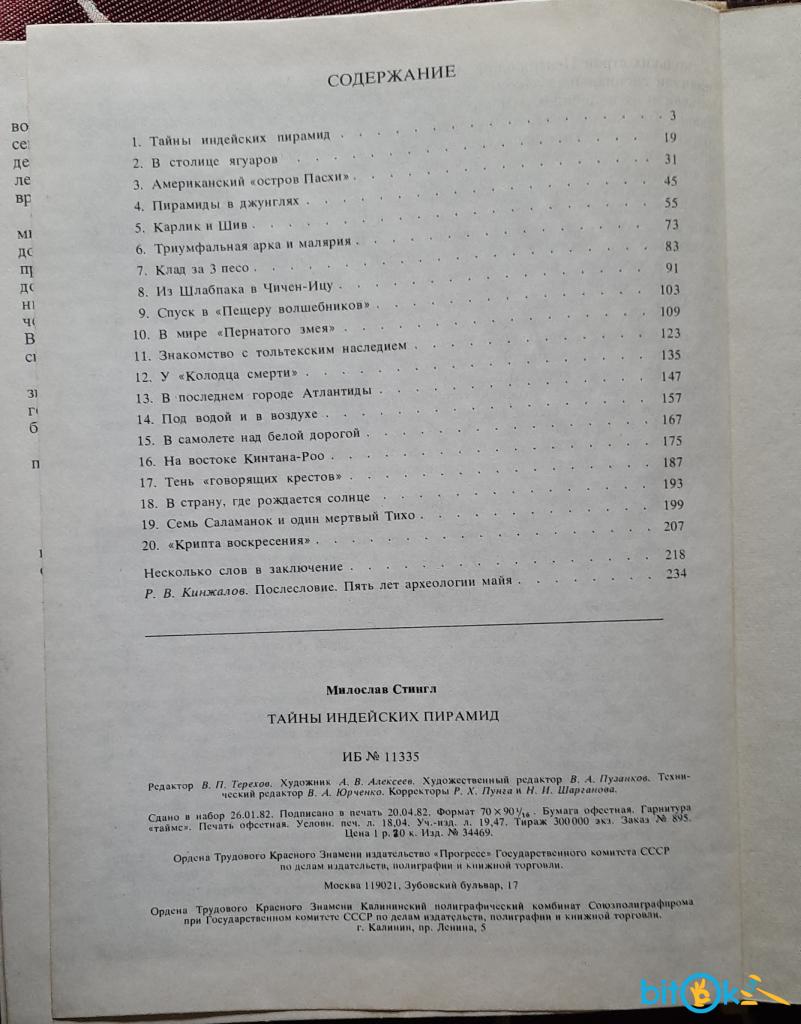 СОДЕРЖАНИЕ
1. Тайны индейских пирамид . . . . . . . . . . . . 3
2. В столице ягуаров . . . . . . . . . . . . 19
3. Американский «остров Пасхи» . . . . . . . . . . . . 31
4. Пирамиды в джунглях . . . . . . . . . . . . 45
5. Карлик и Шив . . . . . . . . . . . . 55
6. Триумфальная арка и малярия . . . . . . . . . . . . 73
7. Клад за 3 песо . . . . . . . . . . . . 83
8. Из Шлабпака в Чичен-Ицу . . . . . . . . . . . . 91
9. Спуск в «Пещеру волшебников» . . . . . . . . . . . . 103
10. В мире «Пернатого змея» . . . . . . . . . . . . 109
11. Знакомство с тольтекским наследием . . . . . . . . . . 123
12. У «Колодца смерти» . . . . . . . . . . . . 135
13. В последнем городе Атлантиды . . . . . . . . . . . . 147
14. Под водой и в воздухе . . . . . . . . . . . . 157
15. В самолете над белой дорогой . . . . . . . . . . . . 167
16. На востоке Кинтана-Роо . . . . . . . . . . . . 175
17. Тень «говорящих крестов» . . . . . . . . . . . . 187
18. В страну, где рождается солнце . . . . . . . . . . . . 193
19. Семь Саламанок и один мертвый Тихо . . . . . . . . . . 199
20. «Крипта воскресения» . . . . . . . . . . . . 207
Несколько слов в заключение . . . . . . . . . . . . 218
Р. В. Кинжалов. Послесловие. Пять лет археологии майя . . . . . . . 234
Милослав Стингл
ТАЙНЫ ИНДЕЙСКИХ ПИРАМИД
ИБ № 11335
Редактор В. П. Терехов. Художник А. В. Алексеев. Художественный редактор В. А. Пузанков. Техни-
ческий редактор В. А. Юрченко. Корректоры Р. Х. Пунга и Н. И. Шарганова.
Сдано в набор 26.01.82. Подписано в печать 20.04.82. Формат 70×90 1/16. Бумага офестная. Гарнитура
«таймс». Печать офестная. Условн. печ. л. 18,04. Уч.-изд. л. 19,47. Тираж 300 000 экз. Заказ № 895.
Цена 1 р. 20 к. Изд. № 34469.
Ордена Трудового Красного Знамени издательство «Прогресс» Государственного комитета СССР
по делам издательств, полиграфии и книжной торговли.
Москва 119021, Зубовский бульвар, 17
Ордена Трудового Красного Знамени Калининский полиграфический комбинат Союзполиграфпрома
при Государственном комитете СССР по делам издательств, полиграфии и книжной торговли.
г. Калинин, пр. Ленина, 5
bitok